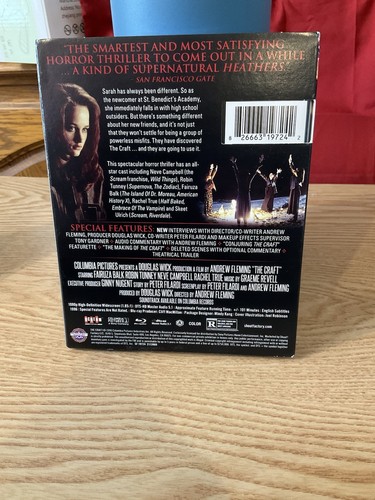 "THE SMARTEST AND MOST SATISFYING
HORROR THRILLER TO COME OUT IN A WHILE
... A KIND OF SUPERNATURAL HEATHERS!"
SAN FRANCISCO GATE
Sarah has always been different. So as
the newcomer at St. Benedict's Academy,
she immediately falls in with high school
outsiders. But there's something different
about her new friends, and it's not just
that they won't settle for being a group of
powerless misfits. They have discovered
The Craft ... and they are going to use it.
This spectacular horror thriller has an all-
star cast including Neve Campbell (the
Scream franchise, Wild Things), Robin
Tunney (Supernova, The Zodiac), Fairuza
Balk (The Island Of Dr. Moreau, American
History X), Rachel True (Half Baked,
Embrace Of The Vampire) and Skeet
Ulrich (Scream, Riverdale).
8 26663 19724 2
SPECIAL FEATURES: NEW INTERVIEWS WITH DIRECTOR/CO-WRITER ANDREW
FLEMING, PRODUCER DOUGLAS WICK, CO-WRITER PETER FILARDI AND MAKEUP EFFECTS SUPERVISOR
TONY GARDNER ✦ AUDIO COMMENTARY WITH ANDREW FLEMING ✦ "CONJURING THE CRAFT"
FEATURETTE ✦ "THE MAKING OF THE CRAFT" ✦ DELETED SCENES WITH OPTIONAL COMMENTARY
✦ THEATRICAL TRAILER
COLUMBIA PICTURES PRESENTS A DOUGLAS WICK PRODUCTION A FILM BY ANDREW FLEMING "THE CRAFT"
STARRING FAIRUZA BALK ROBIN TUNNEY NEVE CAMPBELL RACHEL TRUE MUSIC BY GRAEME REVELL
EXECUTIVE PRODUCER GINNY NUGENT STORY BY PETER FILARDI SCREENPLAY BY PETER FILARDI AND ANDREW FLEMING
PRODUCED BY DOUGLAS WICK DIRECTED BY ANDREW FLEMING
SOUNDTRACK AVAILABLE ON COLUMBIA RECORDS
COLOR
R
shoutfactory.com